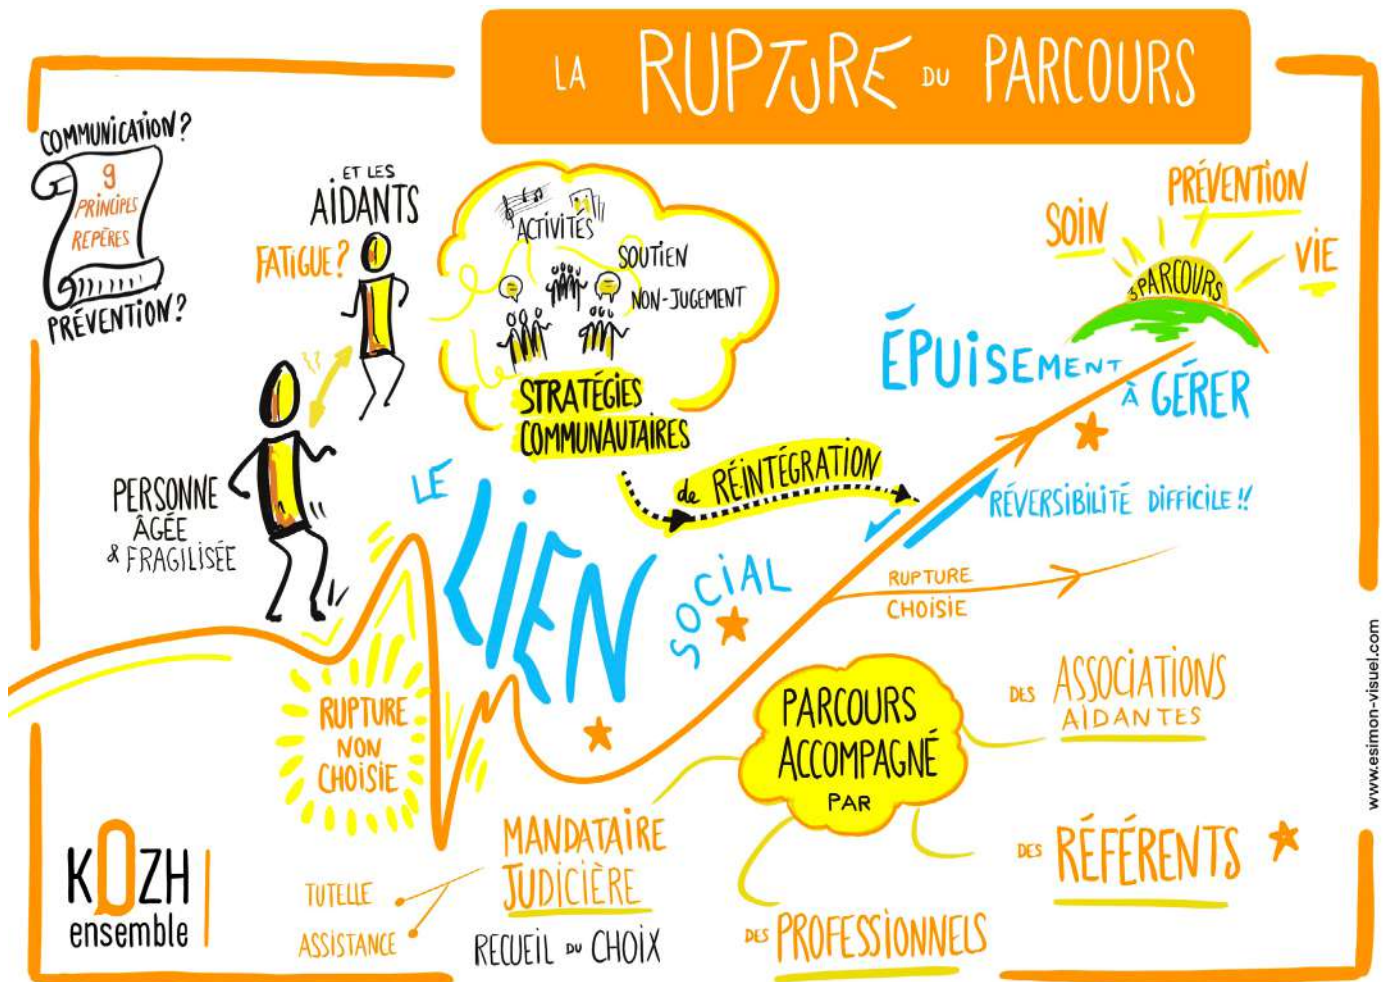 LA RUPTURE DU PARCOURS
COMMUNICATION?
9
PRINCIPES
REPÈRES
PRÉVENTION?
ET LES
AIDANTS
FATIGUE?
PERSONNE
ÂGÉE
& FRAGILISÉE
ACTIVITÉS
SOUTIEN
NON-JUGEMENT
STRATÉGIES
COMMUNAUTAIRES
de RÉINTÉGRATION
SOIN
PRÉVENTION
VIE
3 PARCOURS
ÉPUISEMENT
À GÉRER
RÉVERSIBILITÉ DIFFICILE!!
LE
LIEN
SOCIAL
RUPTURE
CHOISIE
RUPTURE
NON
CHOISIE
PARCOURS
ACCOMPAGNÉ
PAR
DES ASSOCIATIONS
AIDANTES
DES RÉFÉRENTS
DES PROFESSIONNELS
MANDATAIRE
JUDICIÈRE
RECUEIL DU CHOIX
TUTELLE
ASSISTANCE
KOZH
ensemble
www.esimon-visuel.com